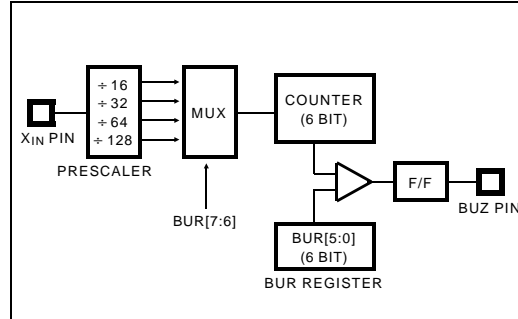 ÷ 16
÷ 32
÷ 64
÷ 128
XIN PIN
PRESCALER
MUX
BUR[7:6]
COUNTER
(6 BIT)
F/F
BUZ PIN
BUR[5:0]
(6 BIT)
BUR REGISTER